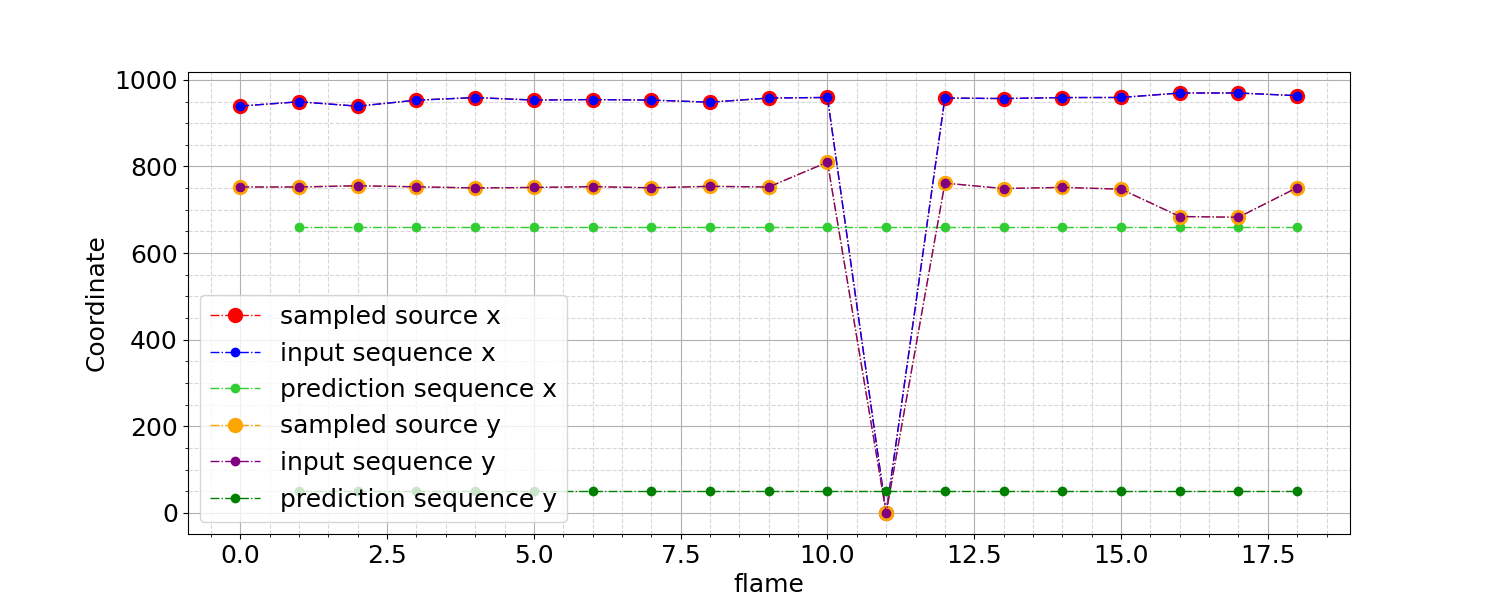 1000
800
600
400
200
0
Coordinate
sampled source x
input sequence x
prediction sequence x
sampled source y
input sequence y
prediction sequence y
0.0 2.5 5.0 7.5 10.0 12.5 15.0 17.5
flame